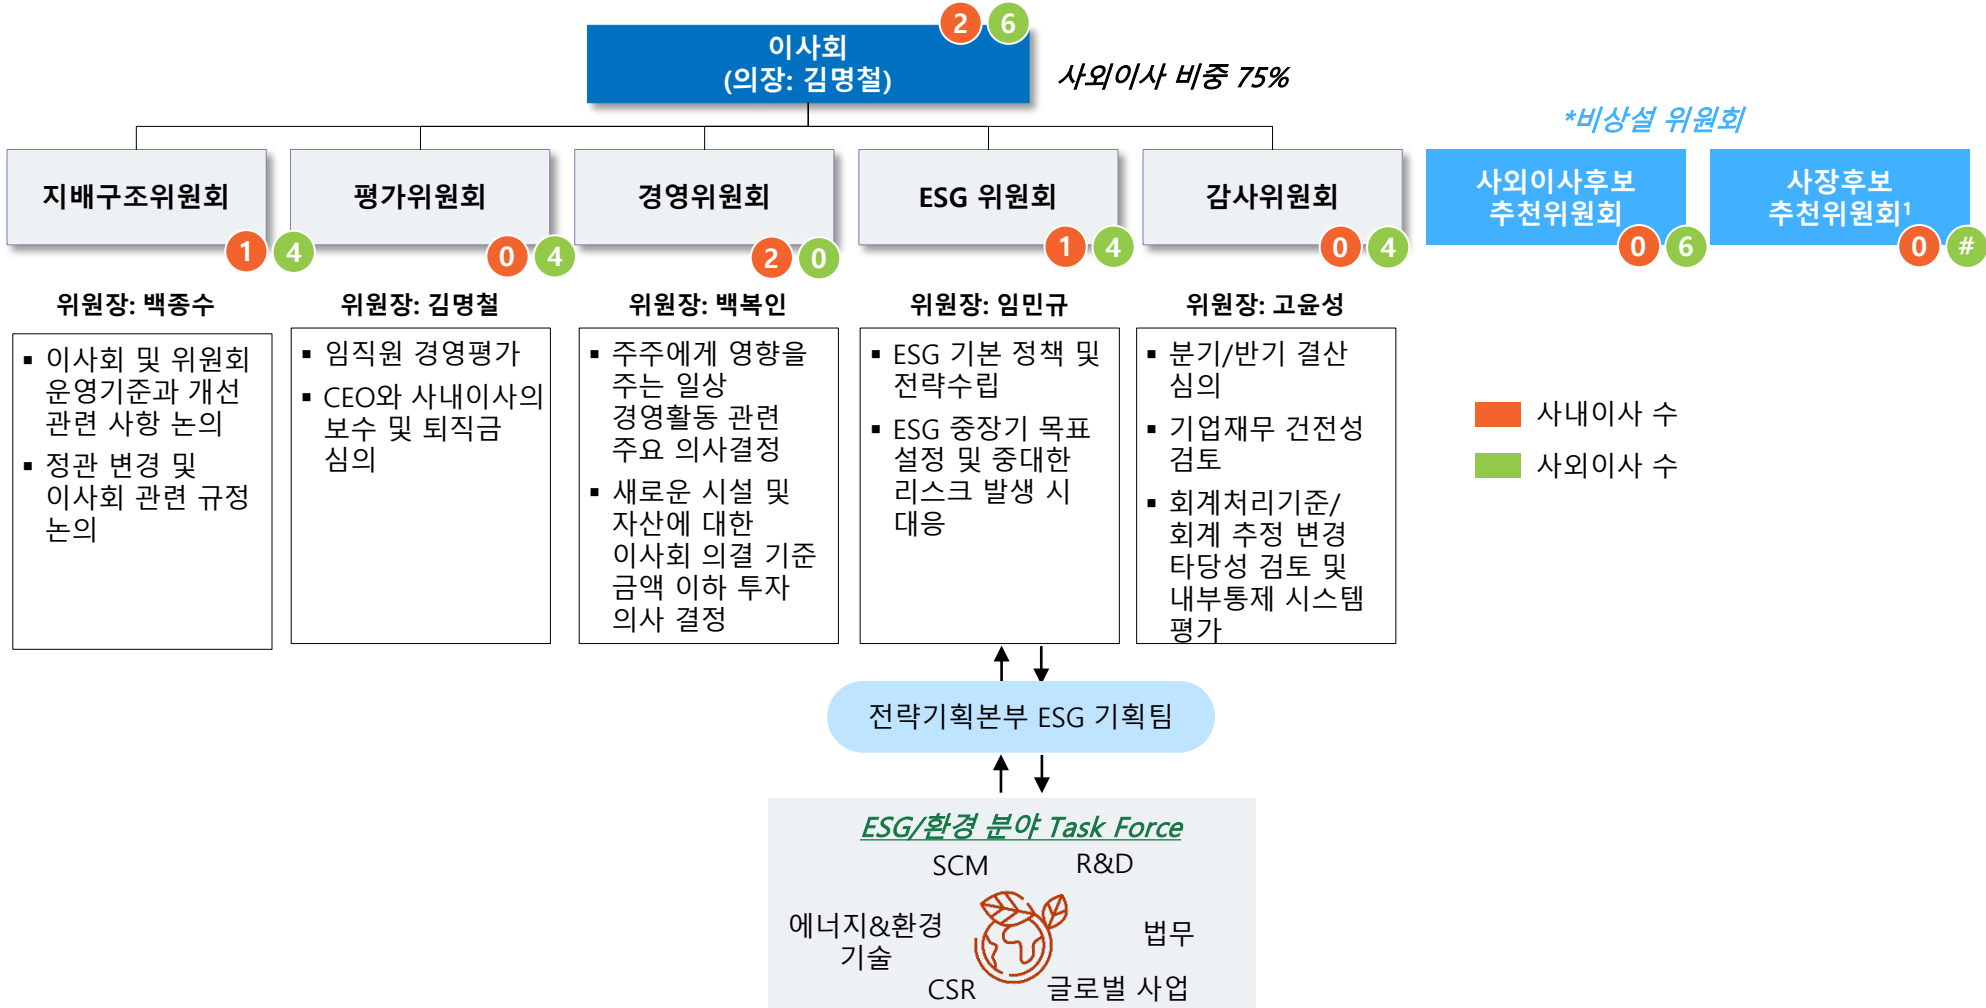 2 6
이사회
(의장: 김명철)
사외이사 비중 75%
*비상설 위원회
지배구조위원회
1 4
평가위원회
0 4
경영위원회
2 0
ESG 위원회
1 4
감사위원회
0 4
사외이사후보
추천위원회
0 6
사장후보
추천위원회1
0 #
위원장: 백종수
▪ 이사회 및 위원회
운영기준과 개선
관련 사항 논의
▪ 정관 변경 및
이사회 관련 규정
논의
위원장: 김명철
▪ 임직원 경영평가
▪ CEO와 사내이사의
보수 및 퇴직금
심의
위원장: 백복인
▪ 주주에게 영향을
주는 일상
경영활동 관련
주요 의사결정
▪ 새로운 시설 및
자산에 대한
이사회 의결 기준
금액 이하 투자
의사 결정
위원장: 임민규
▪ ESG 기본 정책 및
전략수립
▪ ESG 중장기 목표
설정 및 중대한
리스크 발생 시
대응
위원장: 고윤성
▪ 분기/반기 결산
심의
▪ 기업재무 건전성
검토
▪ 회계처리기준/
회계 추정 변경
타당성 검토 및
내부통제 시스템
평가
사내이사 수
사외이사 수
전략기획본부 ESG 기획팀
ESG/환경 분야 Task Force
SCM
R&D
에너지&환경
기술
법무
CSR
글로벌 사업